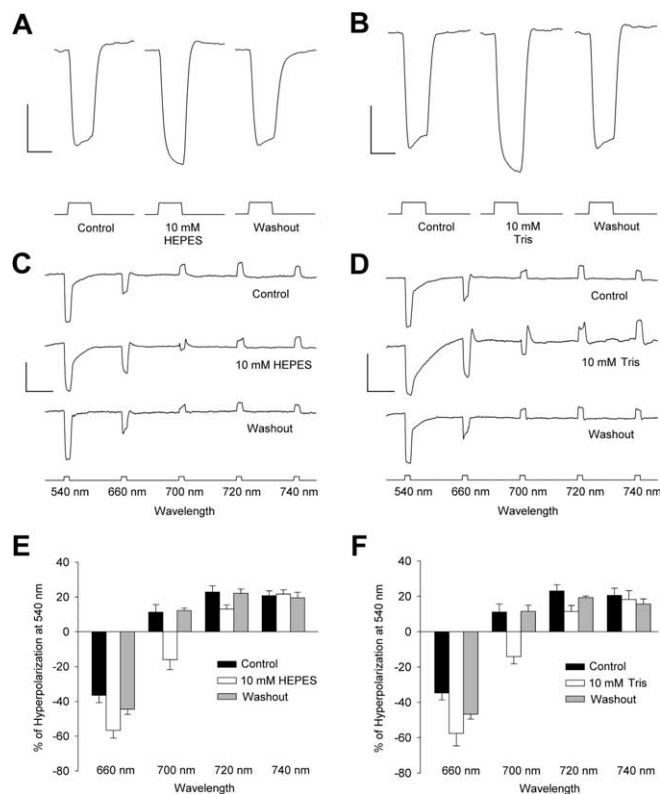 A
B
Control
10 mM
HEPES
Washout
Control
10 mM
Tris
Washout
C
Control
10 mM HEPES
Washout
540 nm 660 nm 700 nm 720 nm 740 nm
Wavelength
D
Control
10 mM Tris
Washout
540 nm 660 nm 700 nm 720 nm 740 nm
Wavelength
E
% of Hyperpolarization at 540 nm
40
20
0
-20
-40
-60
-80
Control
10 mM HEPES
Washout
660 nm 700 nm 720 nm 740 nm
Wavelength
F
% of Hyperpolarization at 540 nm
40
20
0
-20
-40
-60
-80
Control
10 mM Tris
Washout
660 nm 700 nm 720 nm 740 nm
Wavelength